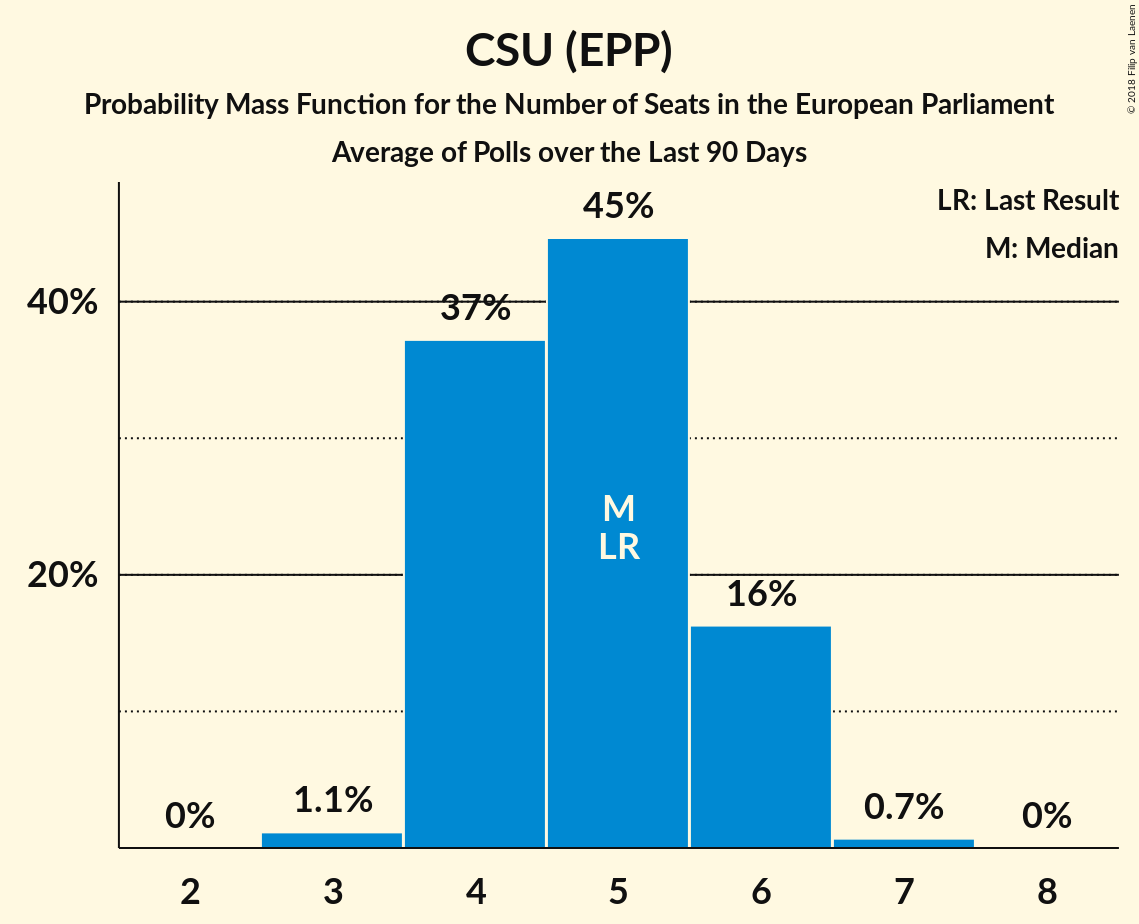 CSU (EPP)
Probability Mass Function for the Number of Seats in the European Parliament
Average of Polls over the Last 90 Days
© 2018 Filip van Laenen
LR: Last Result
M: Median
45%
40%
37%
M
LR
20%
16%
1.1%
0.7%
0%
0%
2 3 4 5 6 7 8